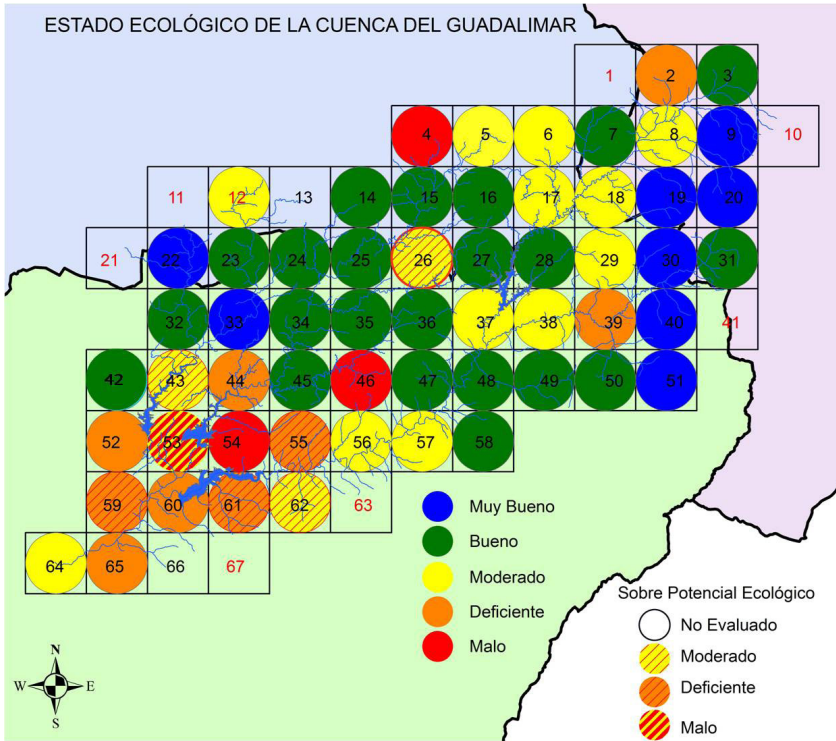 ESTADO ECOLÓGICO DE LA CUENCA DEL GUADALIMAR
1 2 3
4 5 6 7 8 9 10
11 12 13 14 15 16 17 18 19 20
21 22 23 24 25 26 27 28 29 30 31
32 33 34 35 36 37 38 39 40 41
42 43 44 45 46 47 48 49 50 51
52 53 54 55 56 57 58
59 60 61 62 63
64 65 66 67
Muy Bueno
Bueno
Moderado
Deficiente
Malo
Sobre Potencial Ecológico
No Evaluado
Moderado
Deficiente
Malo
N
W E
S